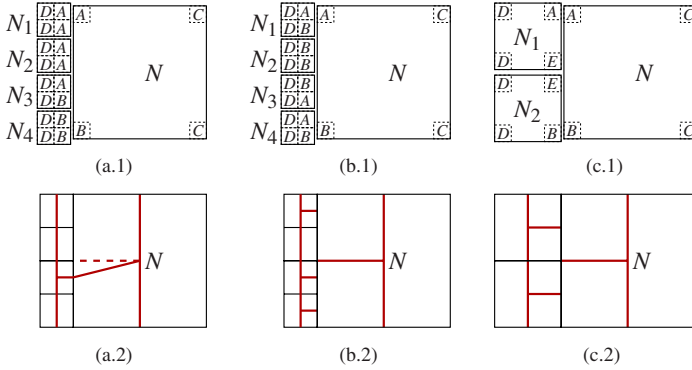 D A A C D A A C D A A C
N1 D A N1 D B N1
D A D B
N2 D A N2 D B D E
D A N D B N D E N
N3 D B N3 D A N2
D B D A
N4 D B B C N4 D B B C D B B C
(a.1) (b.1) (c.1)
N N N
(a.2) (b.2) (c.2)